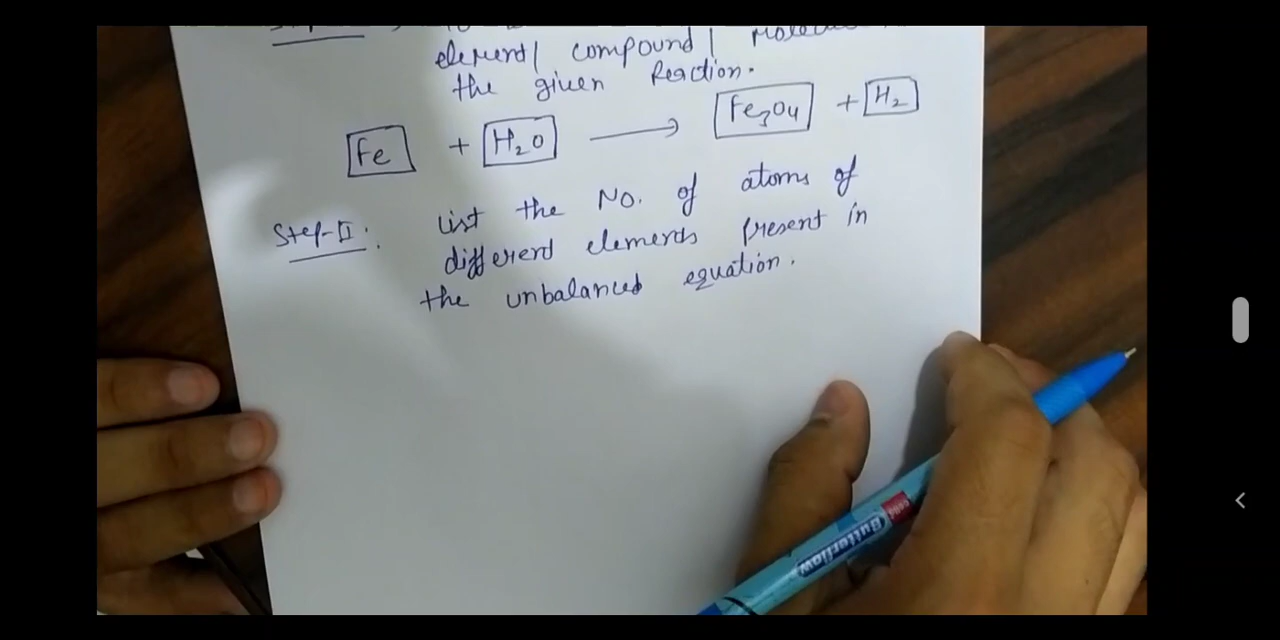 element/ compound/
the given Reaction.
Fe + H₂O → Fe₃O₄ + H₂
Step-II: List the No. of atoms of
different elements present in
the unbalanced equation.
cello
Butterflow